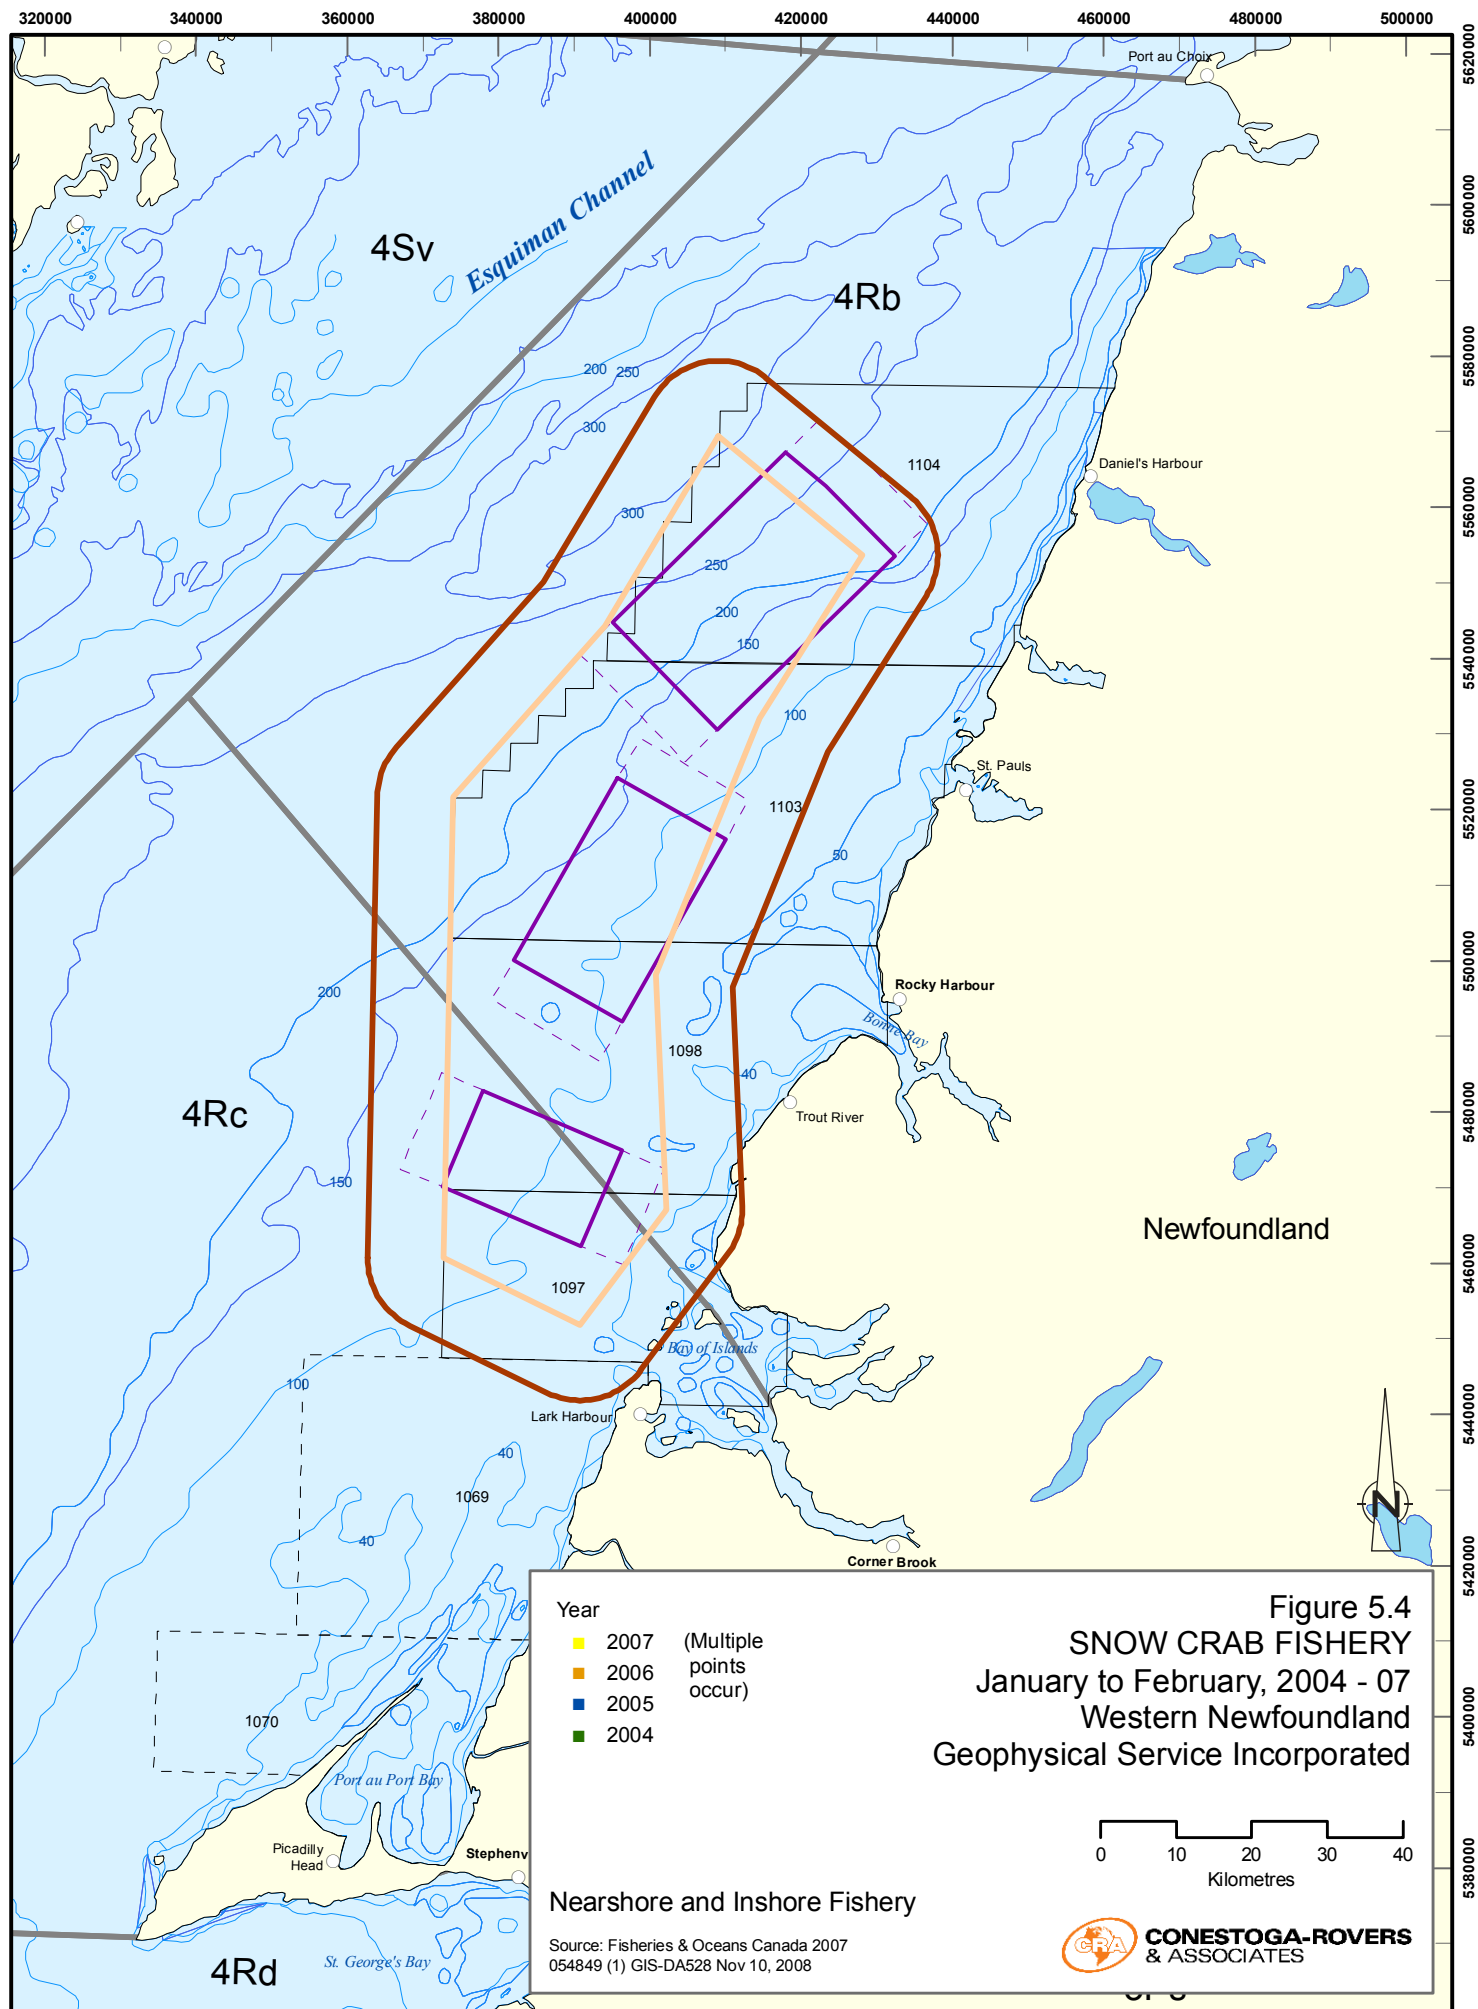 320000 340000 360000 380000 400000 420000 440000 460000 480000 500000
5620000
5600000
5580000
5560000
5540000
5520000
5500000
5480000
5460000
5440000
5420000
5400000
5380000
Port au Choix
Esquiman Channel
4Sv
4Rb
200
250
300
1104
Daniel's Harbour
300
250
200
150
100
St. Pauls
1103
50
200
Rocky Harbour
Bonne Bay
1098
40
4Rc
Trout River
150
Newfoundland
1097
Bay of Islands
100
Lark Harbour
40
1069
N
40
Corner Brook
1070
Port au Port Bay
Picadilly
Head
Stephenv
4Rd
St. George's Bay
Year
2007
2006
2005
2004
(Multiple
points
occur)
Figure 5.4
SNOW CRAB FISHERY
January to February, 2004 - 07
Western Newfoundland
Geophysical Service Incorporated
0 10 20 30 40
Kilometres
Nearshore and Inshore Fishery
Source: Fisheries & Oceans Canada 2007
054849 (1) GIS-DA528 Nov 10, 2008
CRA
CONESTOGA-ROVERS
& ASSOCIATES